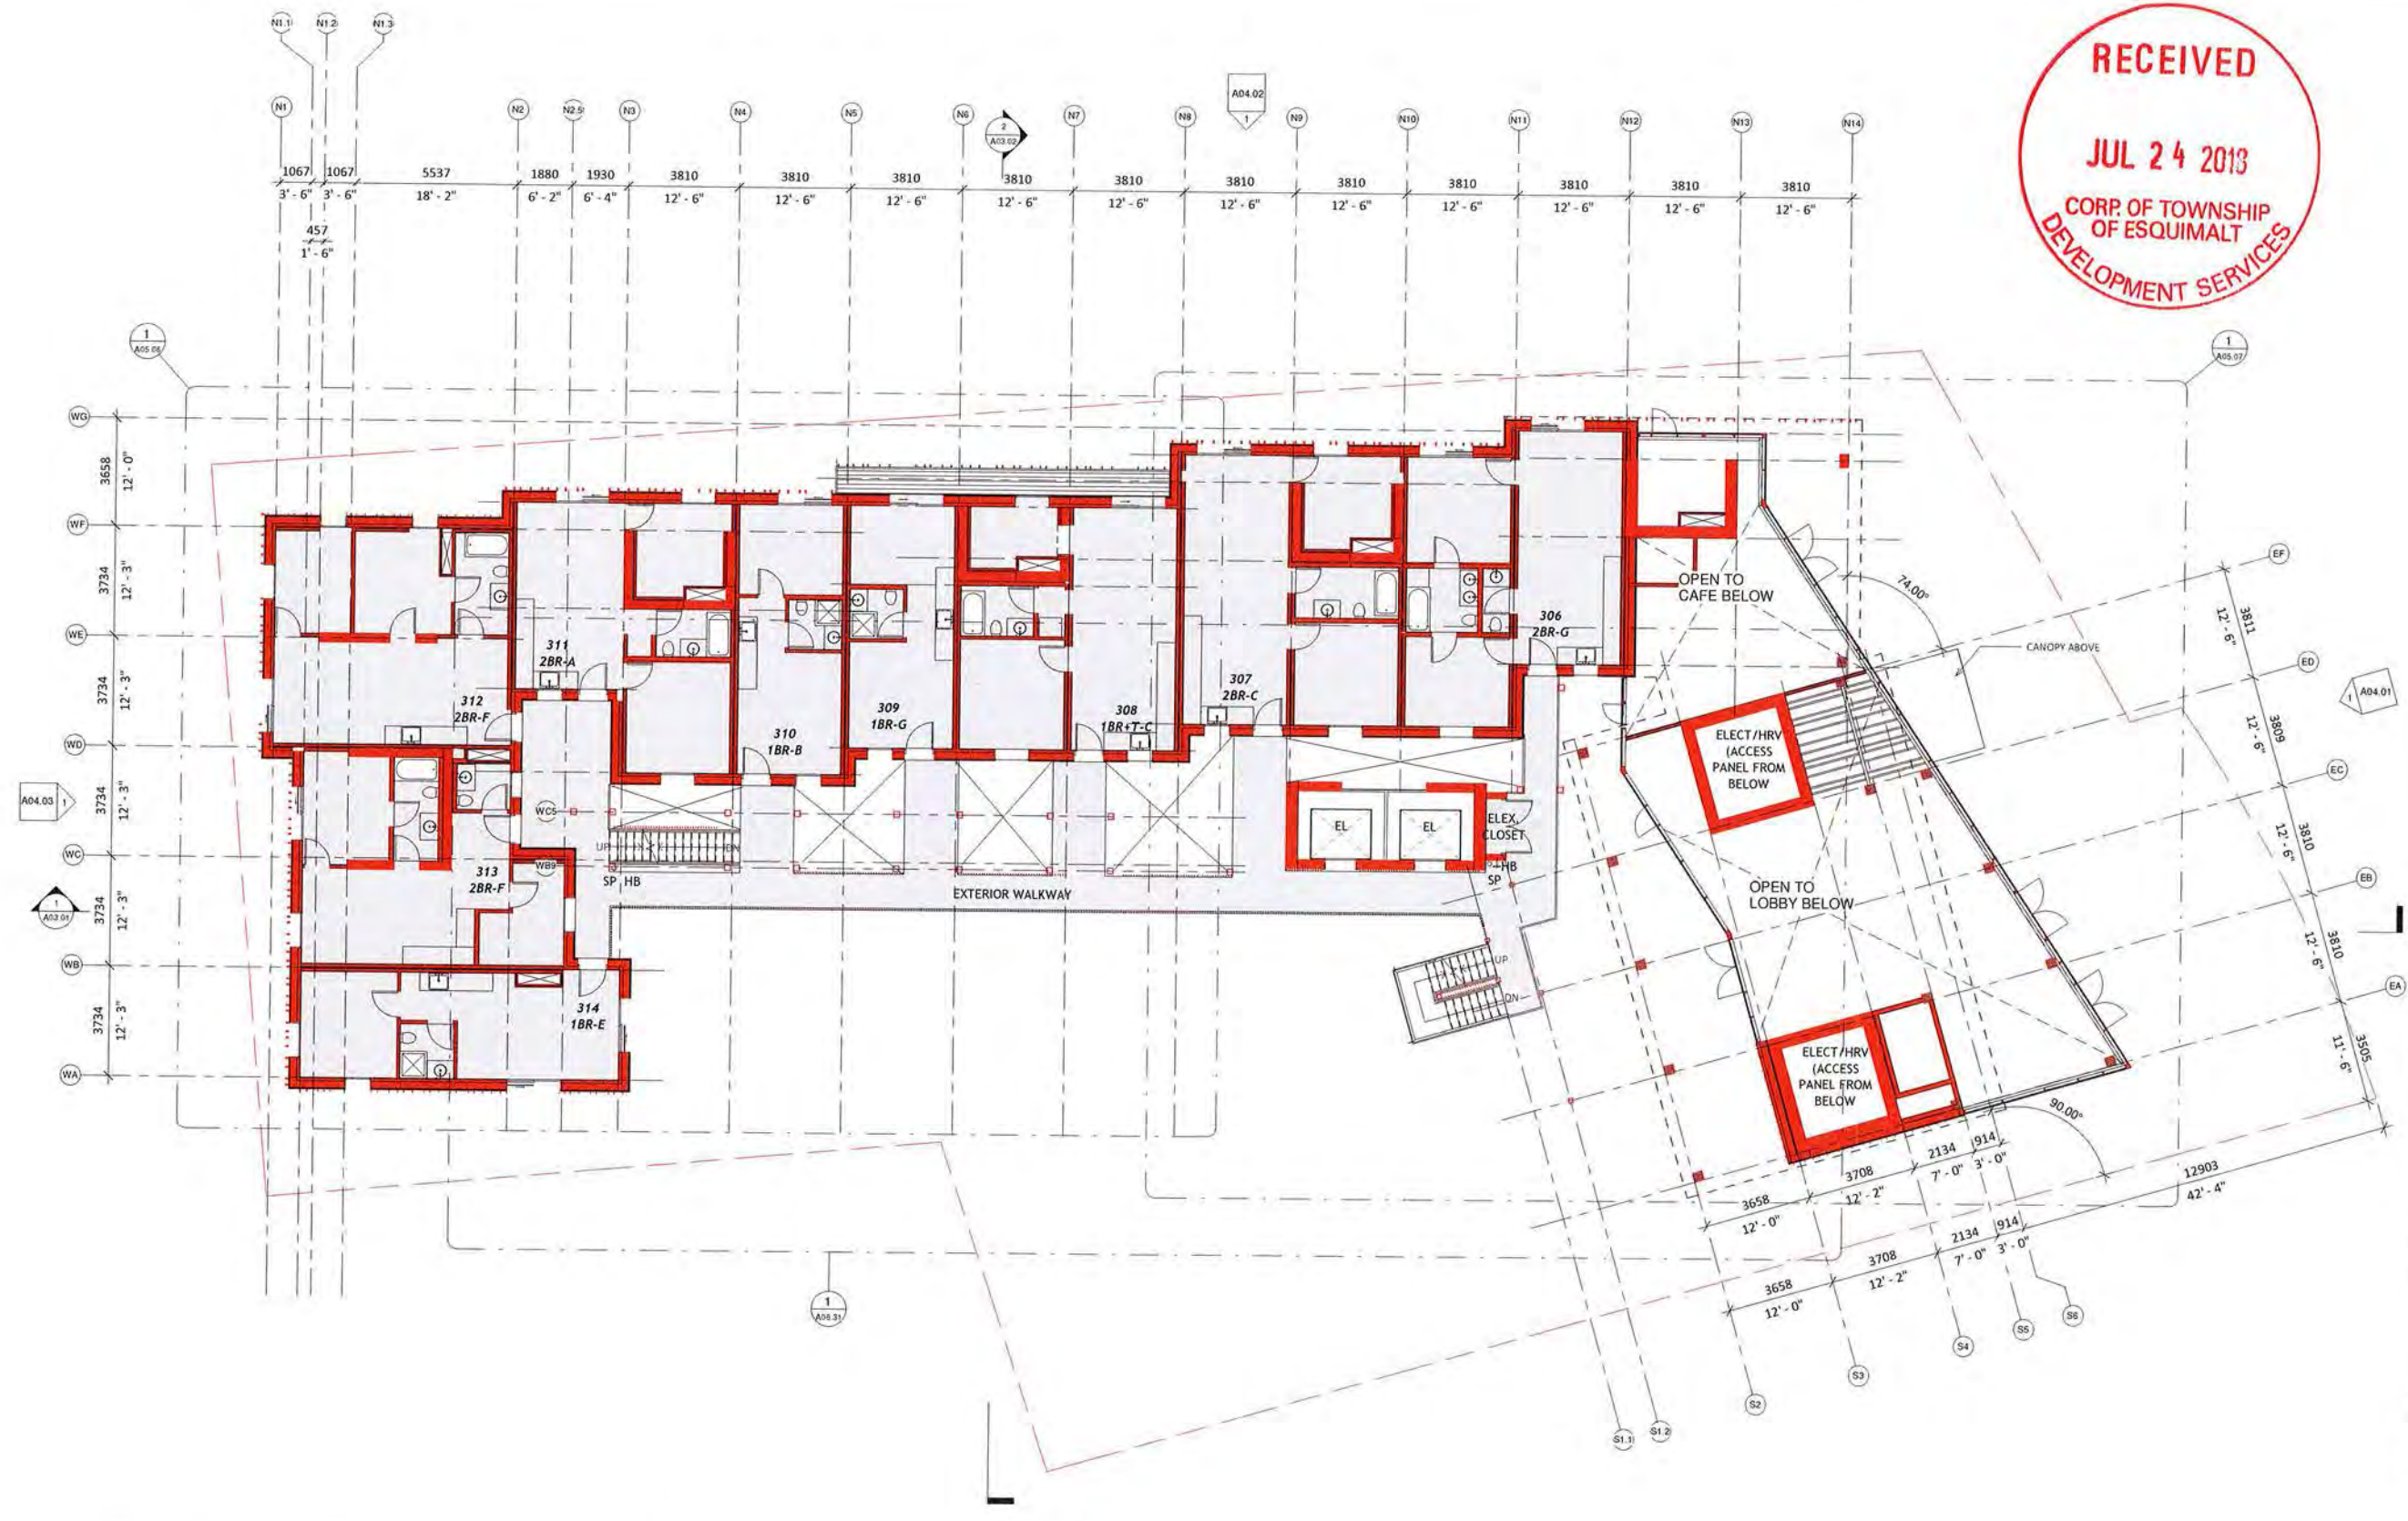 N1.1
N1.2
N1.3
RECEIVED
JUL 24 2018
CORP. OF TOWNSHIP
OF ESQUIMALT
DEVELOPMENT SERVICES
N1
N2
N2.5
N3
N4
N5
N6
2
A03.02
N7
N8
A04.02
1
N9
N10
N11
N12
N13
N14
1067
3' - 6"
1067
3' - 6"
5537
18' - 2"
1880
6' - 2"
1930
6' - 4"
3810
12' - 6"
3810
12' - 6"
3810
12' - 6"
3810
12' - 6"
3810
12' - 6"
3810
12' - 6"
3810
12' - 6"
3810
12' - 6"
3810
12' - 6"
3810
12' - 6"
3810
12' - 6"
457
1' - 6"
1
A05.06
1
A05.07
WG
3658
12' - 0"
WF
3734
12' - 3"
WE
3734
12' - 3"
WD
3734
12' - 3"
WC
3734
12' - 3"
WB
3734
12' - 3"
WA
A04.03
1
1
A03.01
311
2BR-A
312
2BR-F
310
1BR-B
309
1BR-G
308
1BR+T-C
307
2BR-C
306
2BR-G
313
2BR-F
314
1BR-E
WC5
WB9
UP
DN
SP HB
EXTERIOR WALKWAY
EL
EL
ELEX.
CLOSET
HB
SP
UP
DN
OPEN TO
CAFE BELOW
74.00°
CANOPY ABOVE
ELECT/HRV
(ACCESS
PANEL FROM
BELOW
OPEN TO
LOBBY BELOW
ELECT/HRV
(ACCESS
PANEL FROM
BELOW
90.00°
EF
3811
12' - 6"
ED
3809
12' - 6"
EC
3810
12' - 6"
EB
3810
12' - 6"
EA
3505
11' - 6"
A04.01
1
3658
12' - 0"
3708
12' - 2"
2134
7' - 0"
914
3' - 0"
12903
42' - 4"
3658
12' - 0"
3708
12' - 2"
2134
7' - 0"
914
3' - 0"
1
S1.1
S1.2
S2
S3
S4
S5
S6